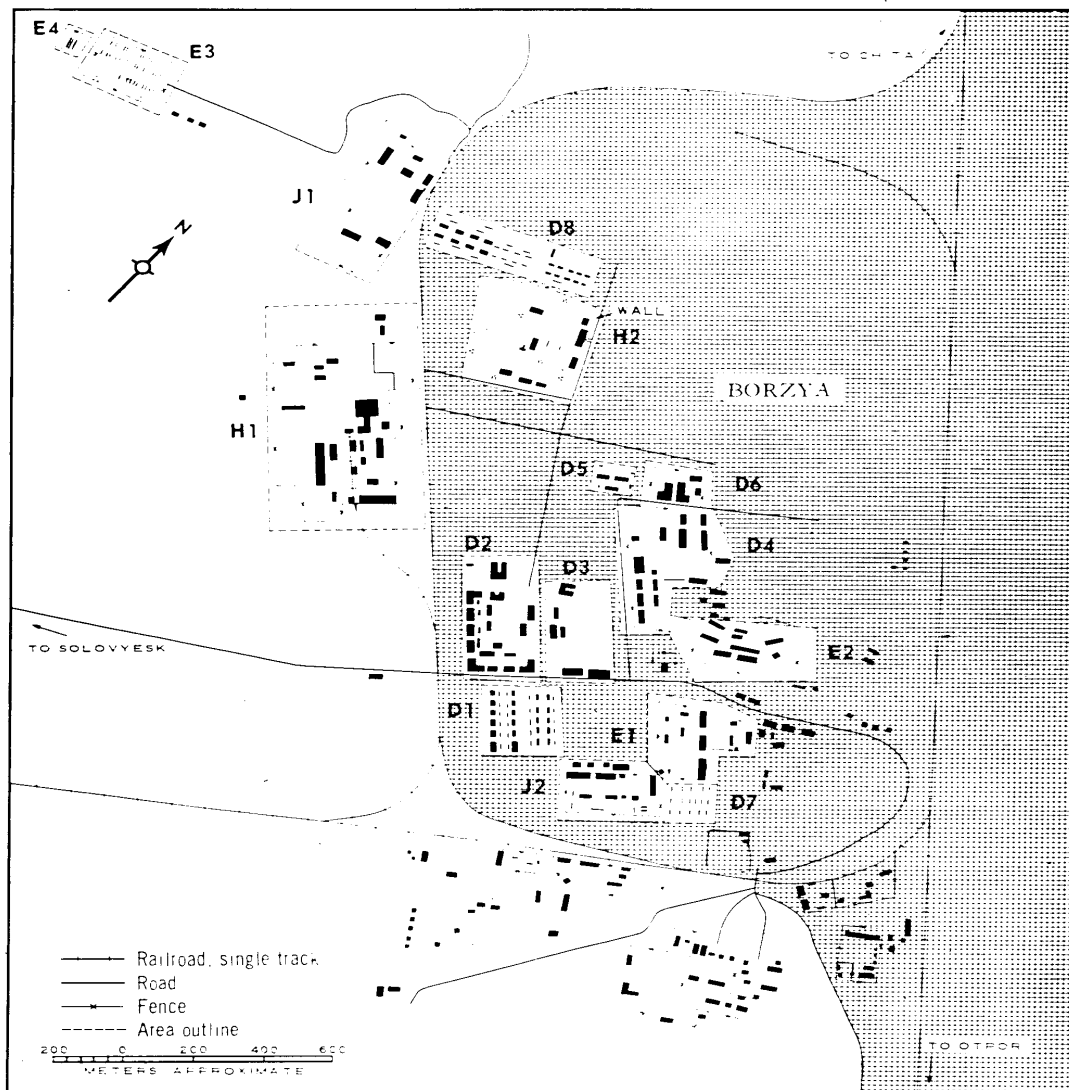 E4
E3
TO CHITA
J1
N
D8
WALL
H2
BORZYA
H1
D5
D6
D2
D3
D4
TO SOLOVYESK
E2
D1
E1
J2
D7
Railroad, single track
Road
Fence
Area outline
200 0 200 400 600
METERS APPROXIMATE
TO OTPOR